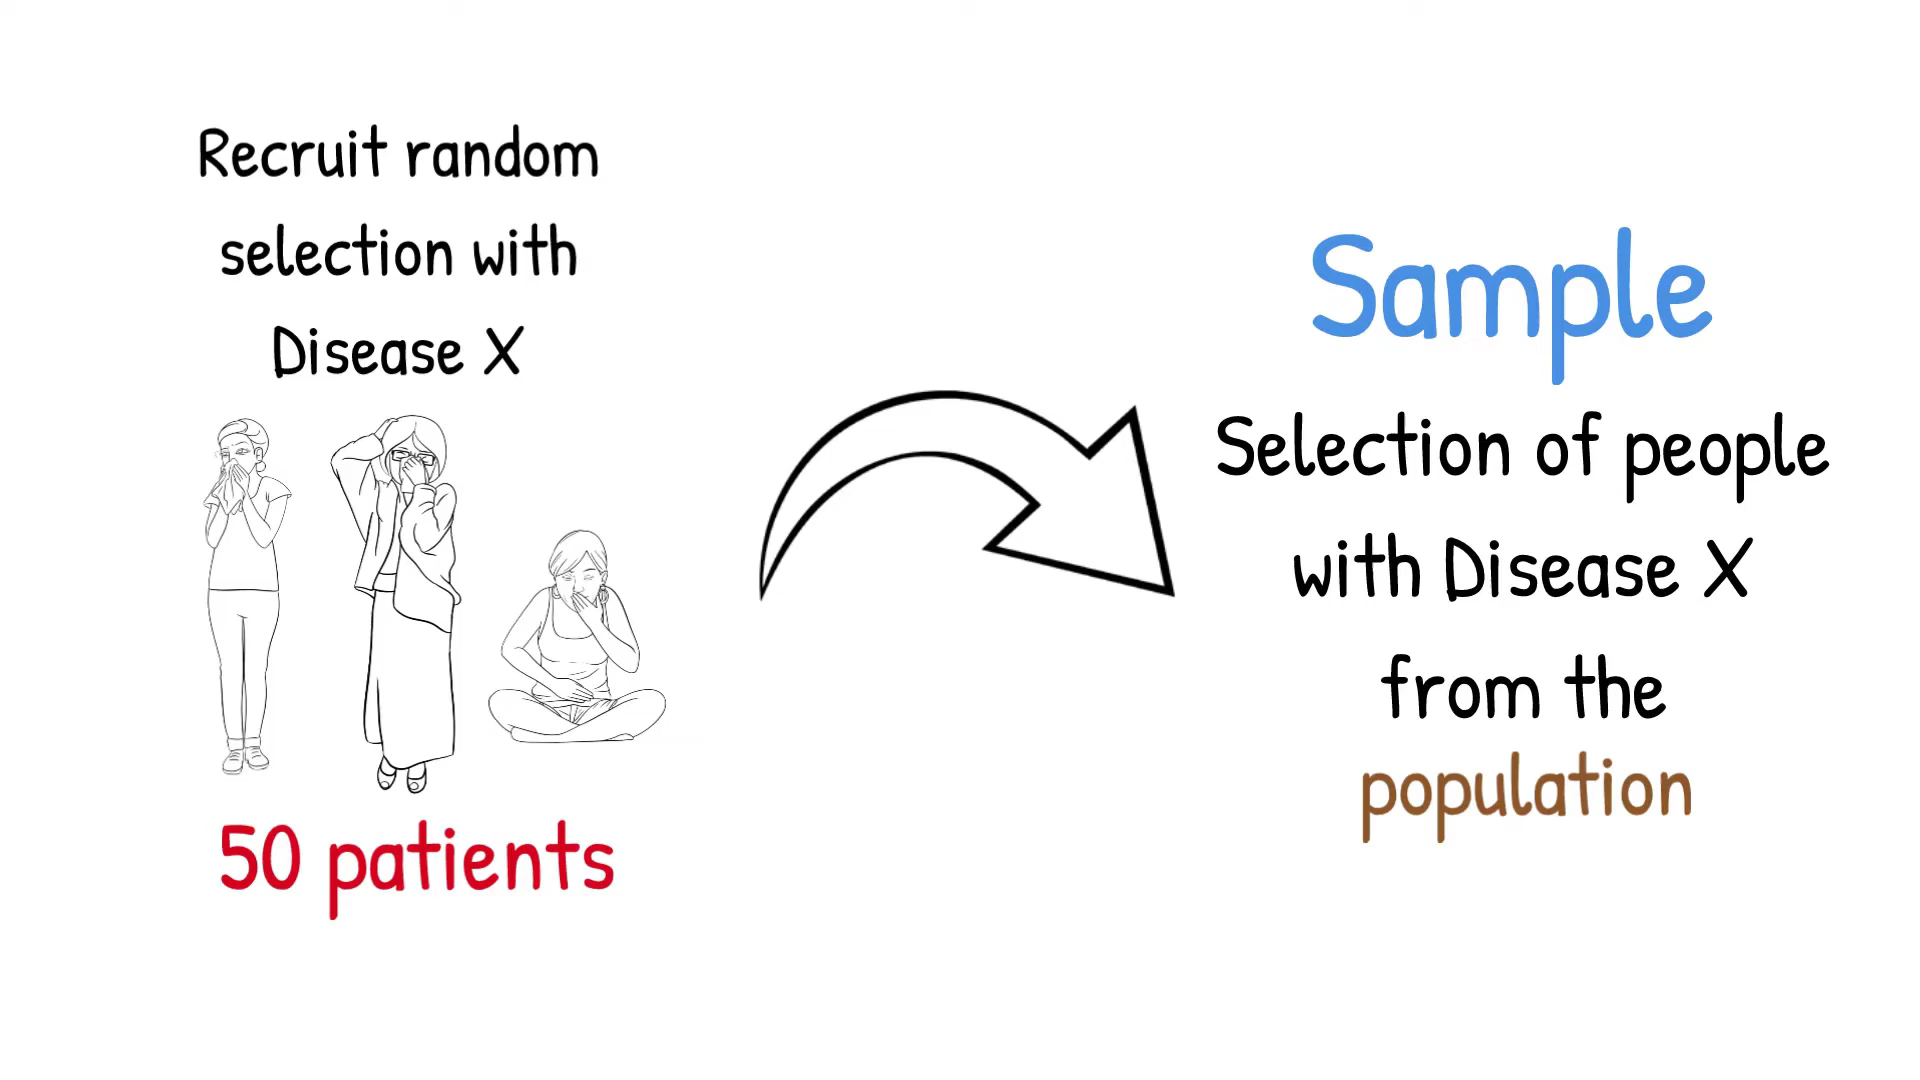 Recruit random
selection with
Disease X
50 patients
Sample
Selection of people
with Disease X
from the
population